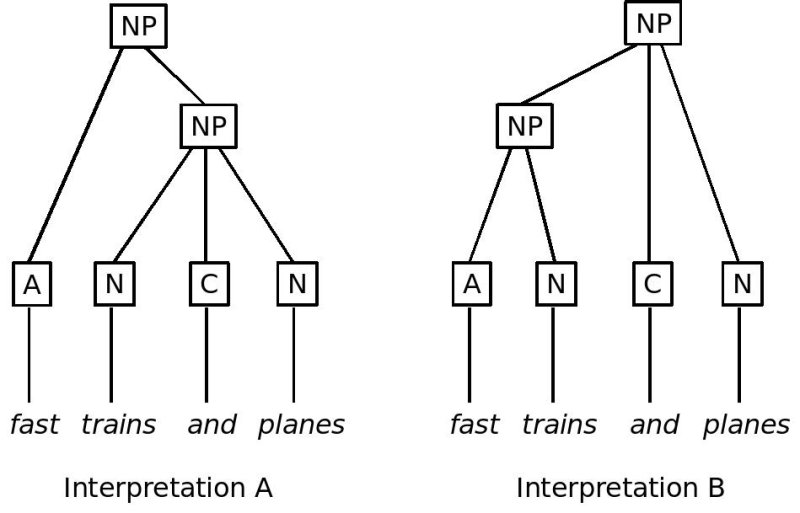 NP NP
NP NP
A N C N A N C N
fast trains and planes fast trains and planes
Interpretation A Interpretation B